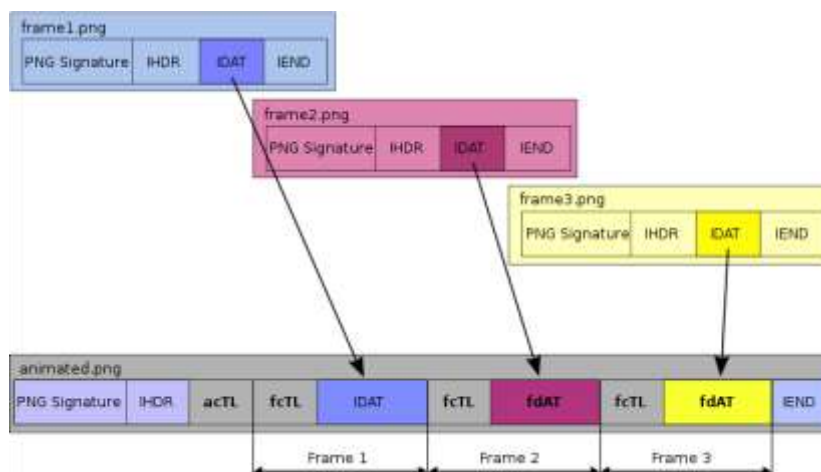 frame1.png
PNG Signature IHDR IDAT IEND
frame2.png
PNG Signature IHDR IDAT IEND
frame3.png
PNG Signature IHDR IDAT IEND
animated.png
PNG Signature IHDR acTL fcTL IDAT fcTL fdAT fcTL fdAT IEND
Frame 1 Frame 2 Frame 3